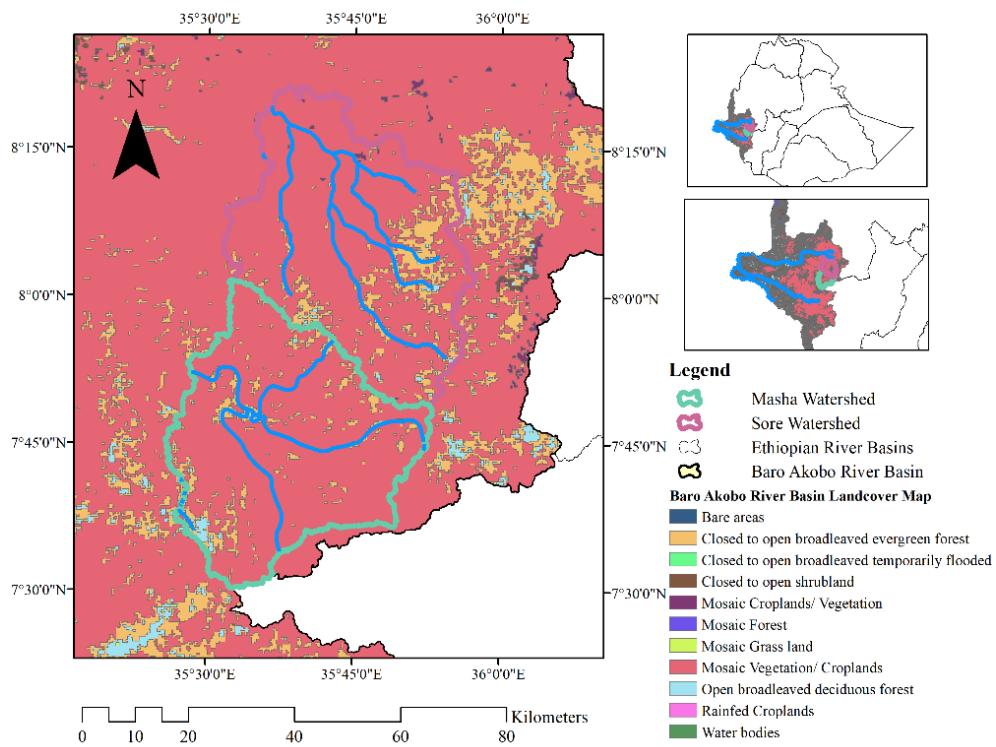 35°30'0"E
35°45'0"E
36°0'0"E
N
8°15'0"N
8°15'0"N
8°0'0"N
8°0'0"N
7°45'0"N
7°45'0"N
7°30'0"N
7°30'0"N
35°30'0"E
35°45'0"E
36°0'0"E
Kilometers
0 10 20 40 60 80
Legend
Masha Watershed
Sore Watershed
Ethiopian River Basins
Baro Akobo River Basin
Baro Akobo River Basin Landcover Map
Bare areas
Closed to open broadleaved evergreen forest
Closed to open broadleaved temporarily flooded
Closed to open shrubland
Mosaic Croplands/ Vegetation
Mosaic Forest
Mosaic Grass land
Mosaic Vegetation/ Croplands
Open broadleaved deciduous forest
Rainfed Croplands
Water bodies